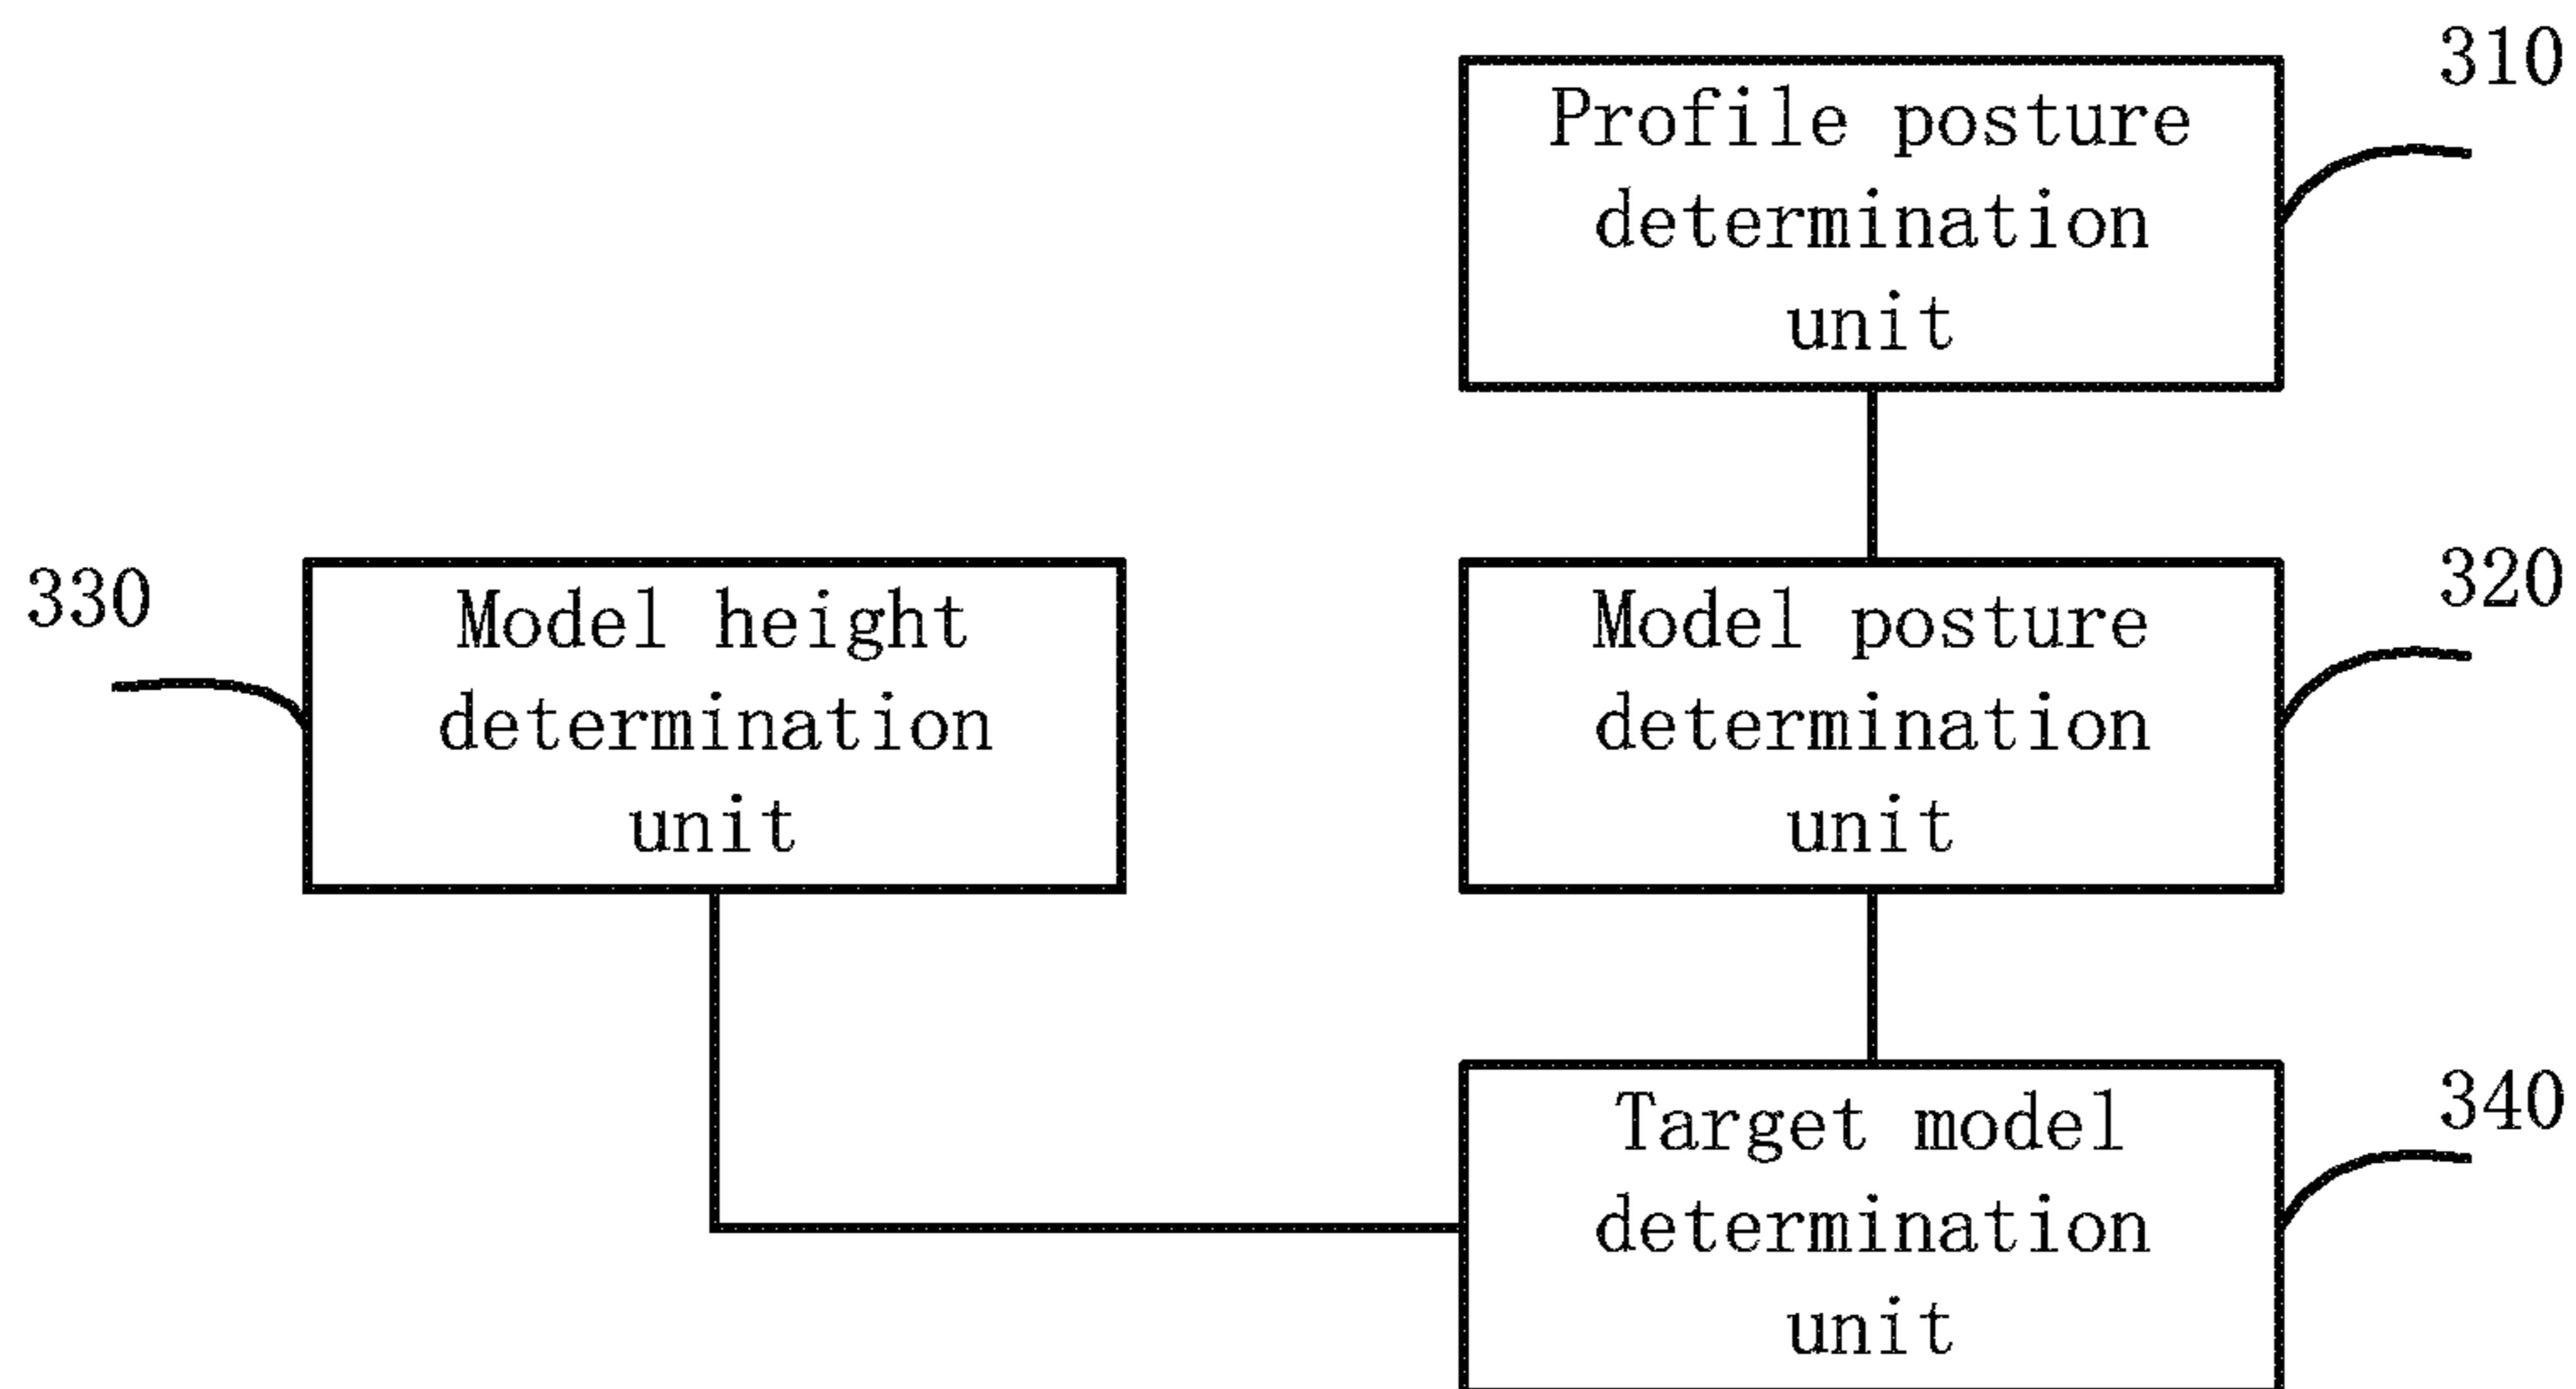 310
Profile posture
determination
unit
330
Model height
determination
unit
320
Model posture
determination
unit
340
Target model
determination
unit